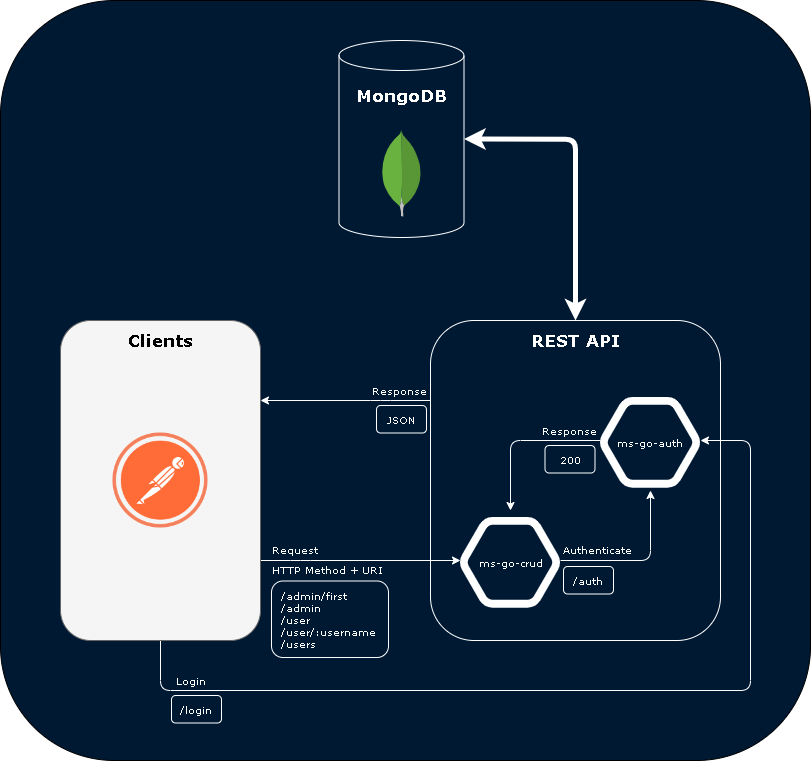 MongoDB
Clients
REST API
Response
JSON
Response
200
ms-go-auth
Request
HTTP Method + URI
/admin/first
/admin
/user
/user/:username
/users
ms-go-crud
Authenticate
/auth
Login
/login